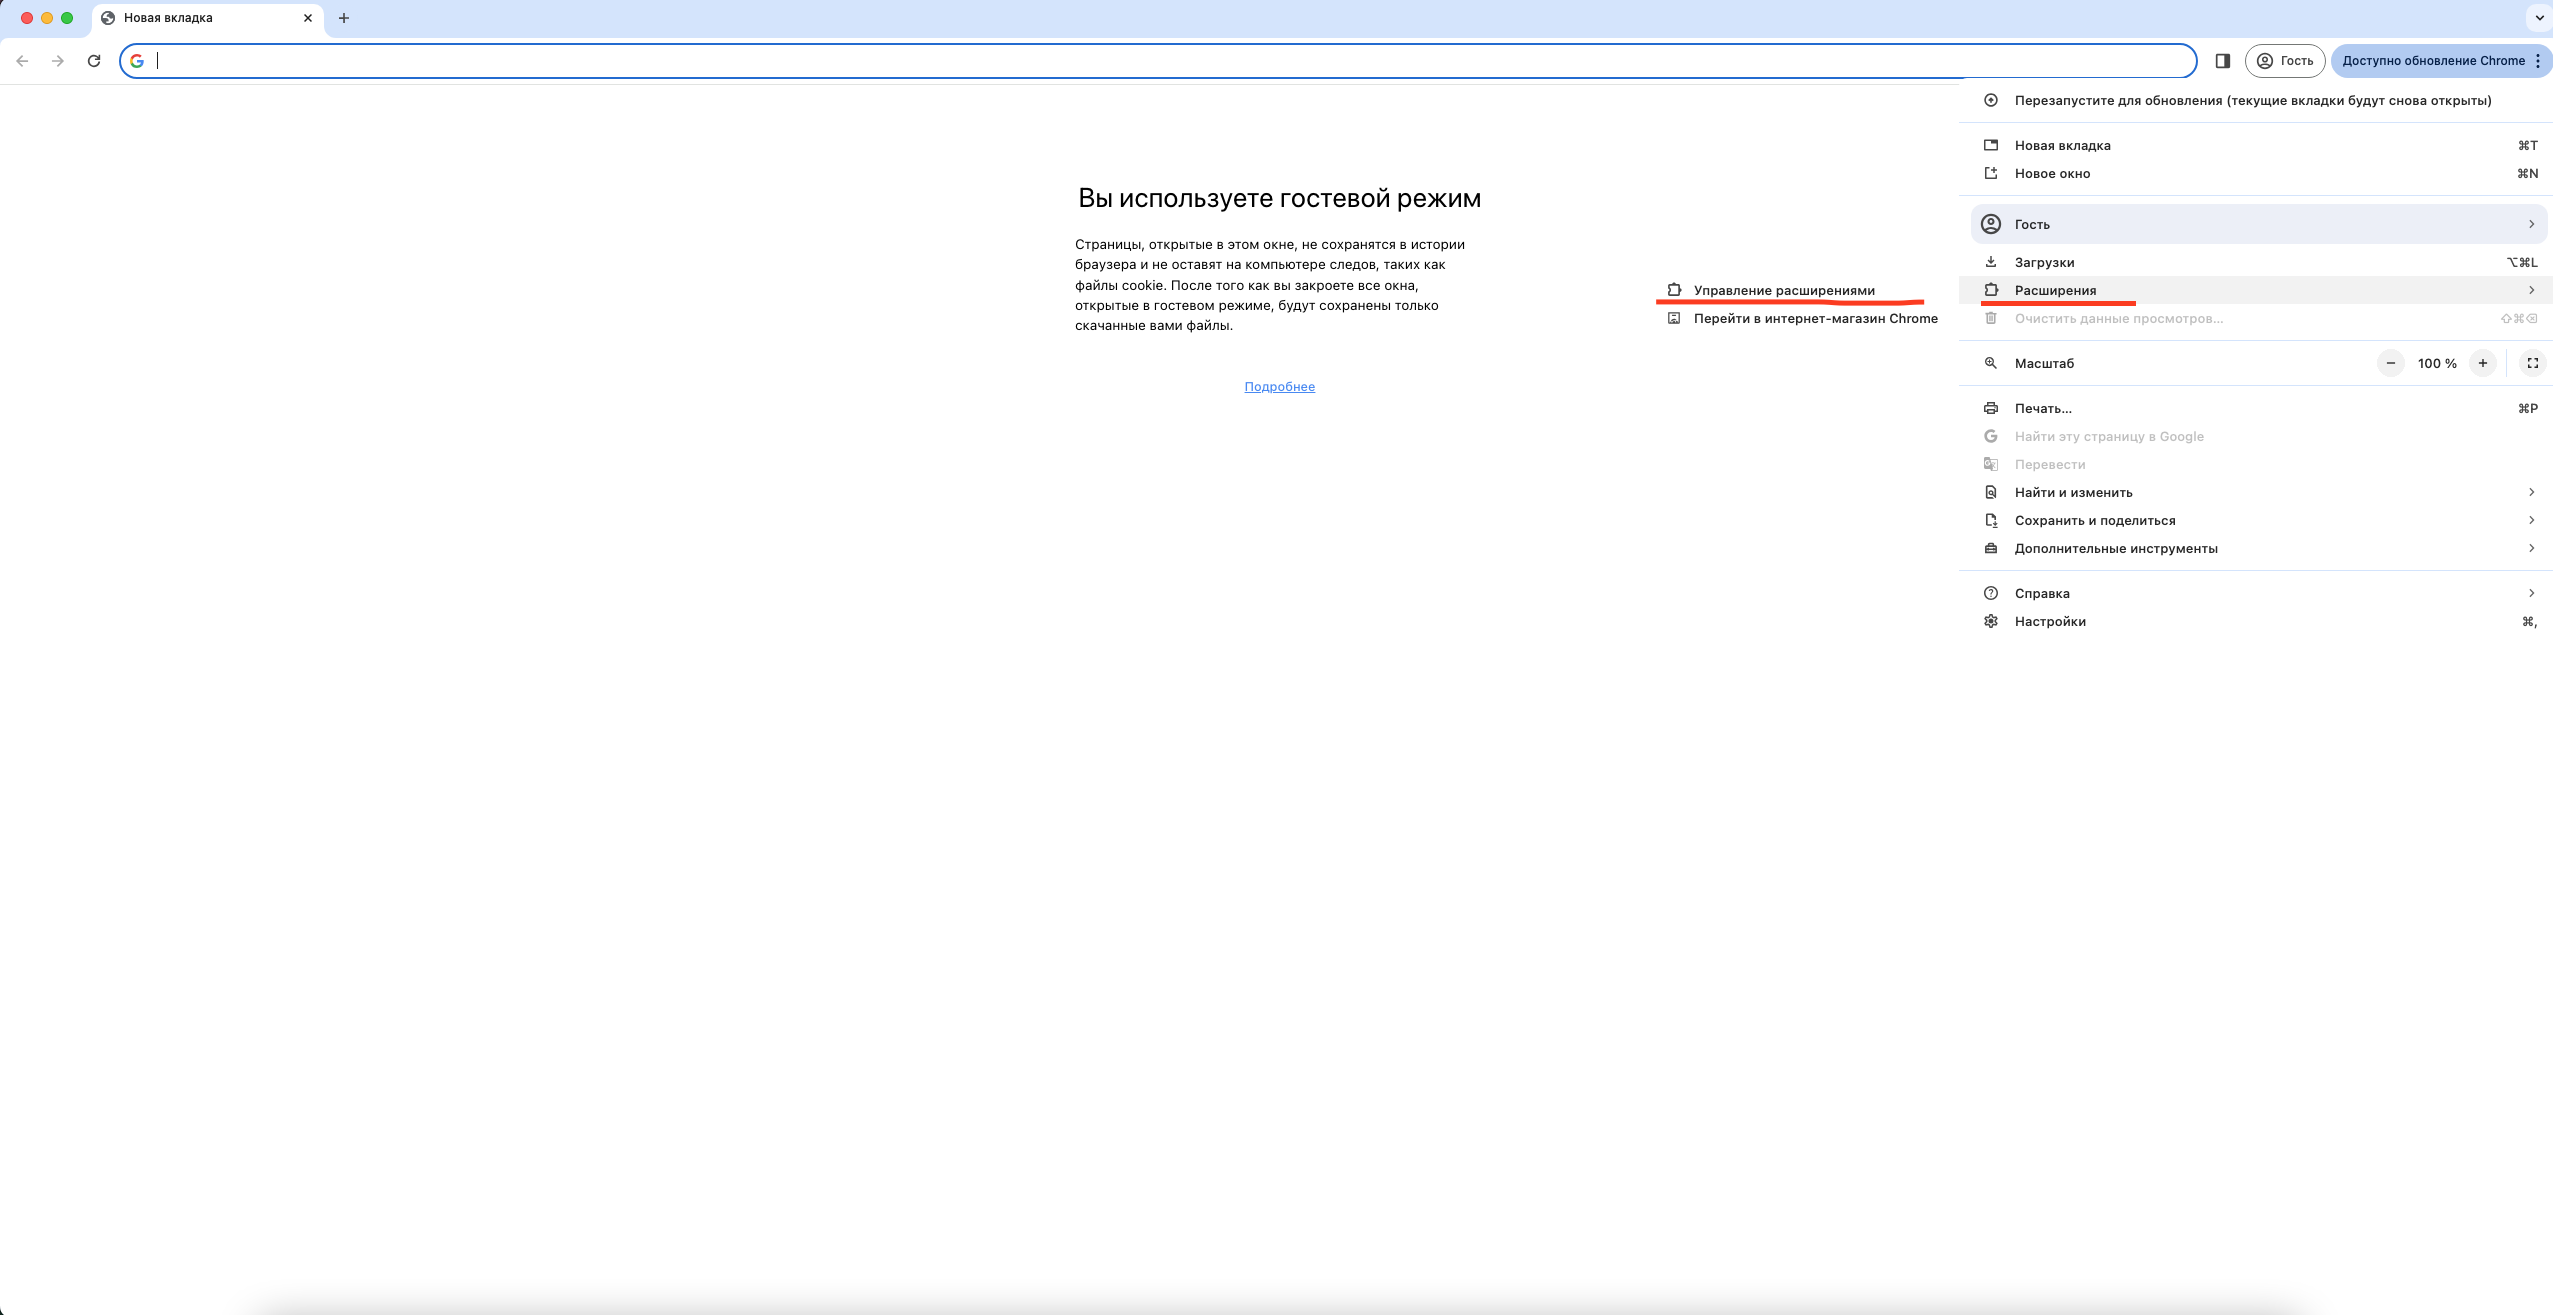 Новая вкладка
Гость
Доступно обновление Chrome
Перезапустите для обновления (текущие вкладки будут снова открыты)
Новая вкладка ⌘T
Новое окно ⌘N
Вы используете гостевой режим
Гость
Страницы, открытые в этом окне, не сохранятся в истории
браузера и не оставят на компьютере следов, таких как
файлы cookie. После того как вы закроете все окна,
открытые в гостевом режиме, будут сохранены только
скачанные вами файлы.
Подробнее
Загрузки ⌥⌘L
Управление расширениями
Перейти в интернет-магазин Chrome
Расширения
Очистить данные просмотров... ⇧⌘⌫
Масштаб 100 %
Печать... ⌘P
Найти эту страницу в Google
Перевести
Найти и изменить
Сохранить и поделиться
Дополнительные инструменты
Справка
Настройки ⌘,